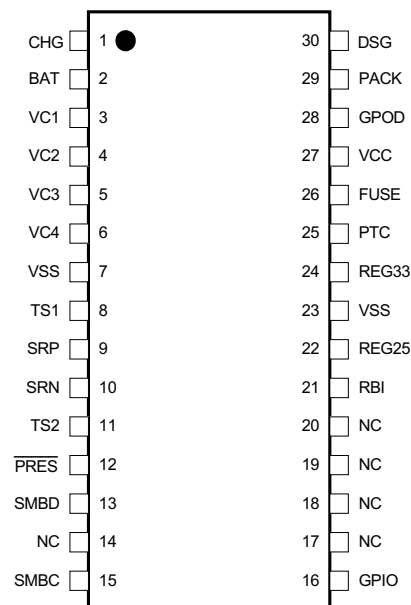 CHG 1 30 DSG
BAT 2 29 PACK
VC1 3 28 GPOD
VC2 4 27 VCC
VC3 5 26 FUSE
VC4 6 25 PTC
VSS 7 24 REG33
TS1 8 23 VSS
SRP 9 22 REG25
SRN 10 21 RBI
TS2 11 20 NC
PRES 12 19 NC
SMBD 13 18 NC
NC 14 17 NC
SMBC 15 16 GPIO